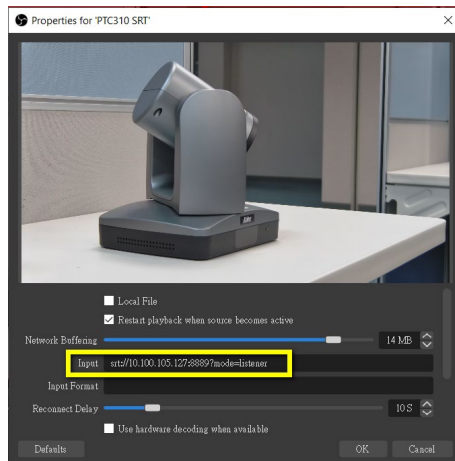 Properties for 'PTC310 SRT'
AVer
Local File
Restart playback when source becomes active
Network Buffering 14 MB
Input srt://10.100.105.127:8889?mode=listener
Input Format
Reconnect Delay 10 S
Use hardware decoding when available
Defaults OK Cancel